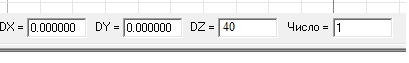 DX = 0.000000 DY = 0.000000 DZ = 40 Число = 1